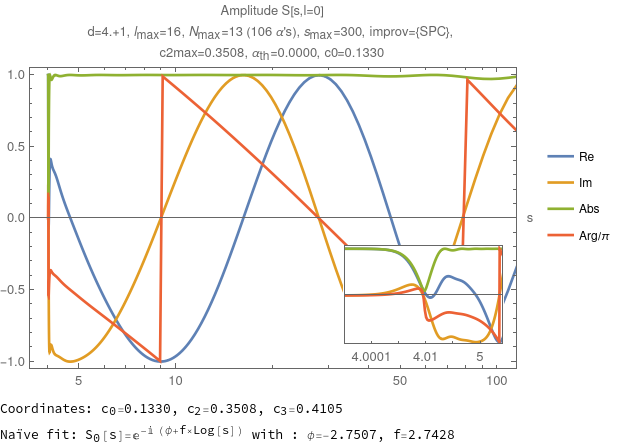 Amplitude S[s,l=0]
d=4.+1, lmax=16, Nmax=13 (106 α's), smax=300, improv={SPC},
c2max=0.3508, αth=0.0000, c0=0.1330
1.0
0.5
0.0
−0.5
−1.0
s
Re
Im
Abs
Arg/π
4.0001 4.01 5
5 10 50 100
Coordinates: c0=0.1330, c2=0.3508, c3=0.4105
Naïve fit: S0[s]=e^-i (ϕ+f×Log[s]) with : ϕ=-2.7507, f=2.7428